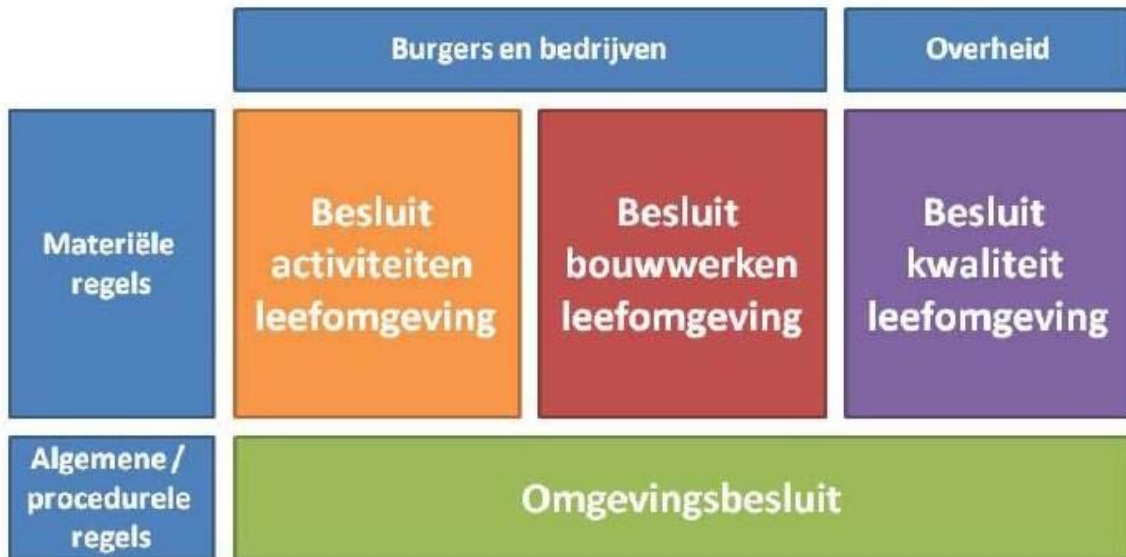 Burgers en bedrijven
Overheid
Materiële
regels
Besluit
activiteiten
leefomgeving
Besluit
bouwwerken
leefomgeving
Besluit
kwaliteit
leefomgeving
Algemene /
procedurele
regels
Omgevingsbesluit